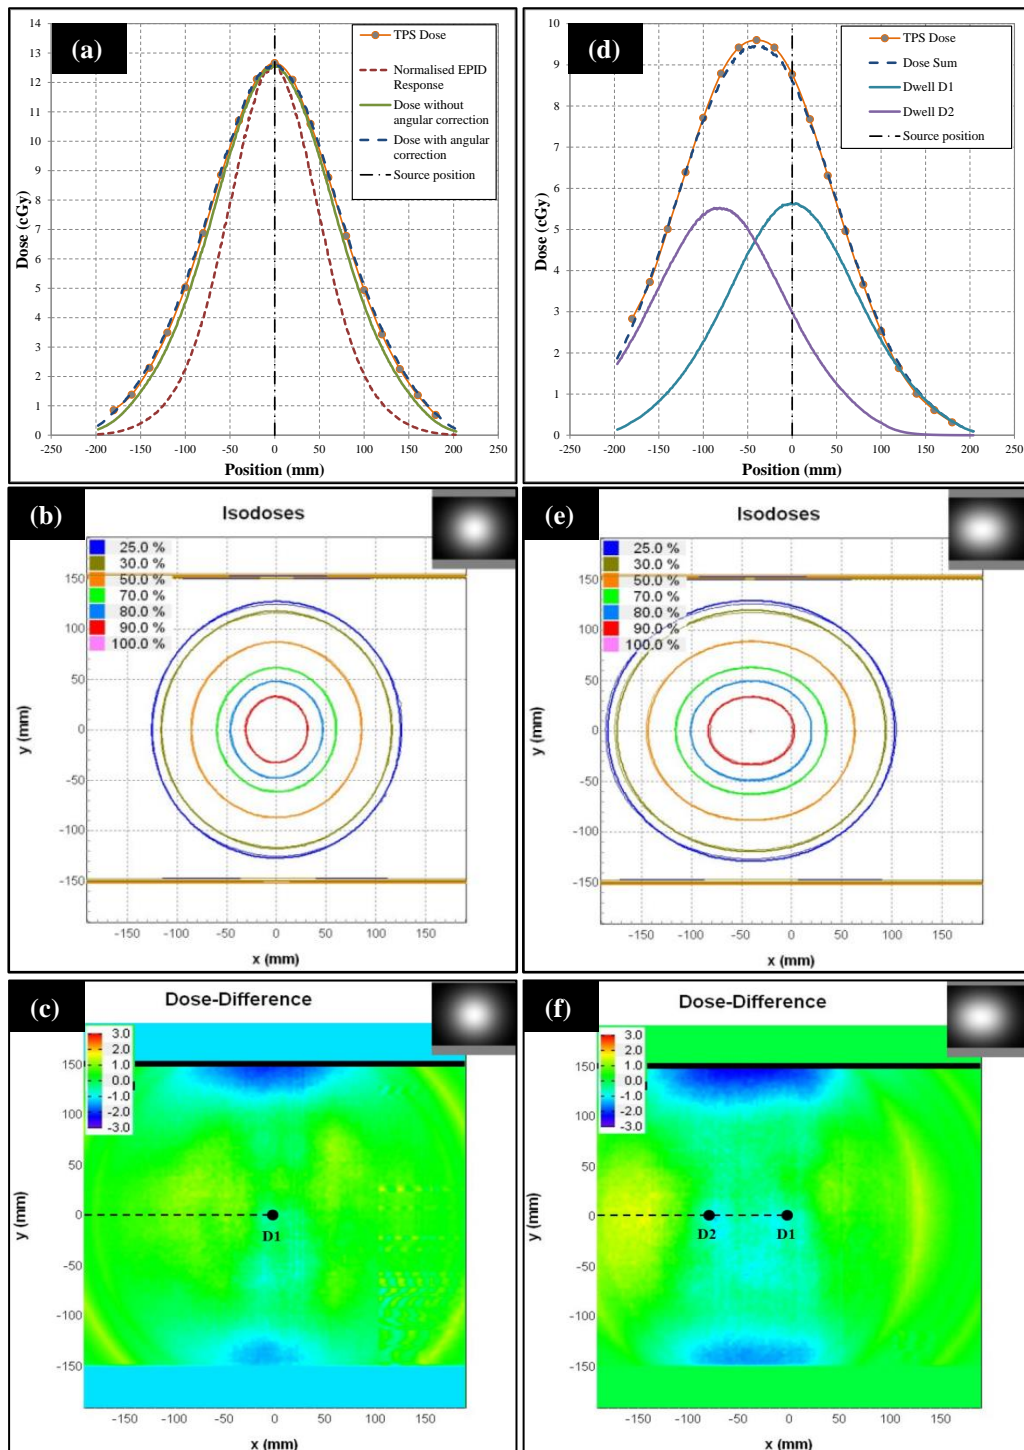 (a)
14
13
12
11
10
9
8
7
6
5
4
3
2
1
0
Dose (cGy)
-250 -200 -150 -100 -50 0 50 100 150 200 250
Position (mm)
TPS Dose
Normalised EPID
Response
Dose without
angular correction
Dose with angular
correction
Source position
(d)
10
9
8
7
6
5
4
3
2
1
0
Dose (cGy)
-250 -200 -150 -100 -50 0 50 100 150 200 250
Position (mm)
TPS Dose
Dose Sum
Dwell D1
Dwell D2
Source position
(b)
Isodoses
25.0 %
30.0 %
50.0 %
70.0 %
80.0 %
90.0 %
100.0 %
150
100
50
0
-50
-100
-150
y (mm)
-150 -100 -50 0 50 100 150
x (mm)
(e)
Isodoses
25.0 %
30.0 %
50.0 %
70.0 %
80.0 %
90.0 %
100.0 %
150
100
50
0
-50
-100
-150
y (mm)
-150 -100 -50 0 50 100 150
x (mm)
(c)
Dose-Difference
3.0
2.0
1.0
0.0
-1.0
-2.0
-3.0
150
100
50
0
-50
-100
-150
y (mm)
D1
-150 -100 -50 0 50 100 150
x (mm)
(f)
Dose-Difference
3.0
2.0
1.0
0.0
-1.0
-2.0
-3.0
150
100
50
0
-50
-100
-150
y (mm)
D2 D1
-150 -100 -50 0 50 100 150
x (mm)